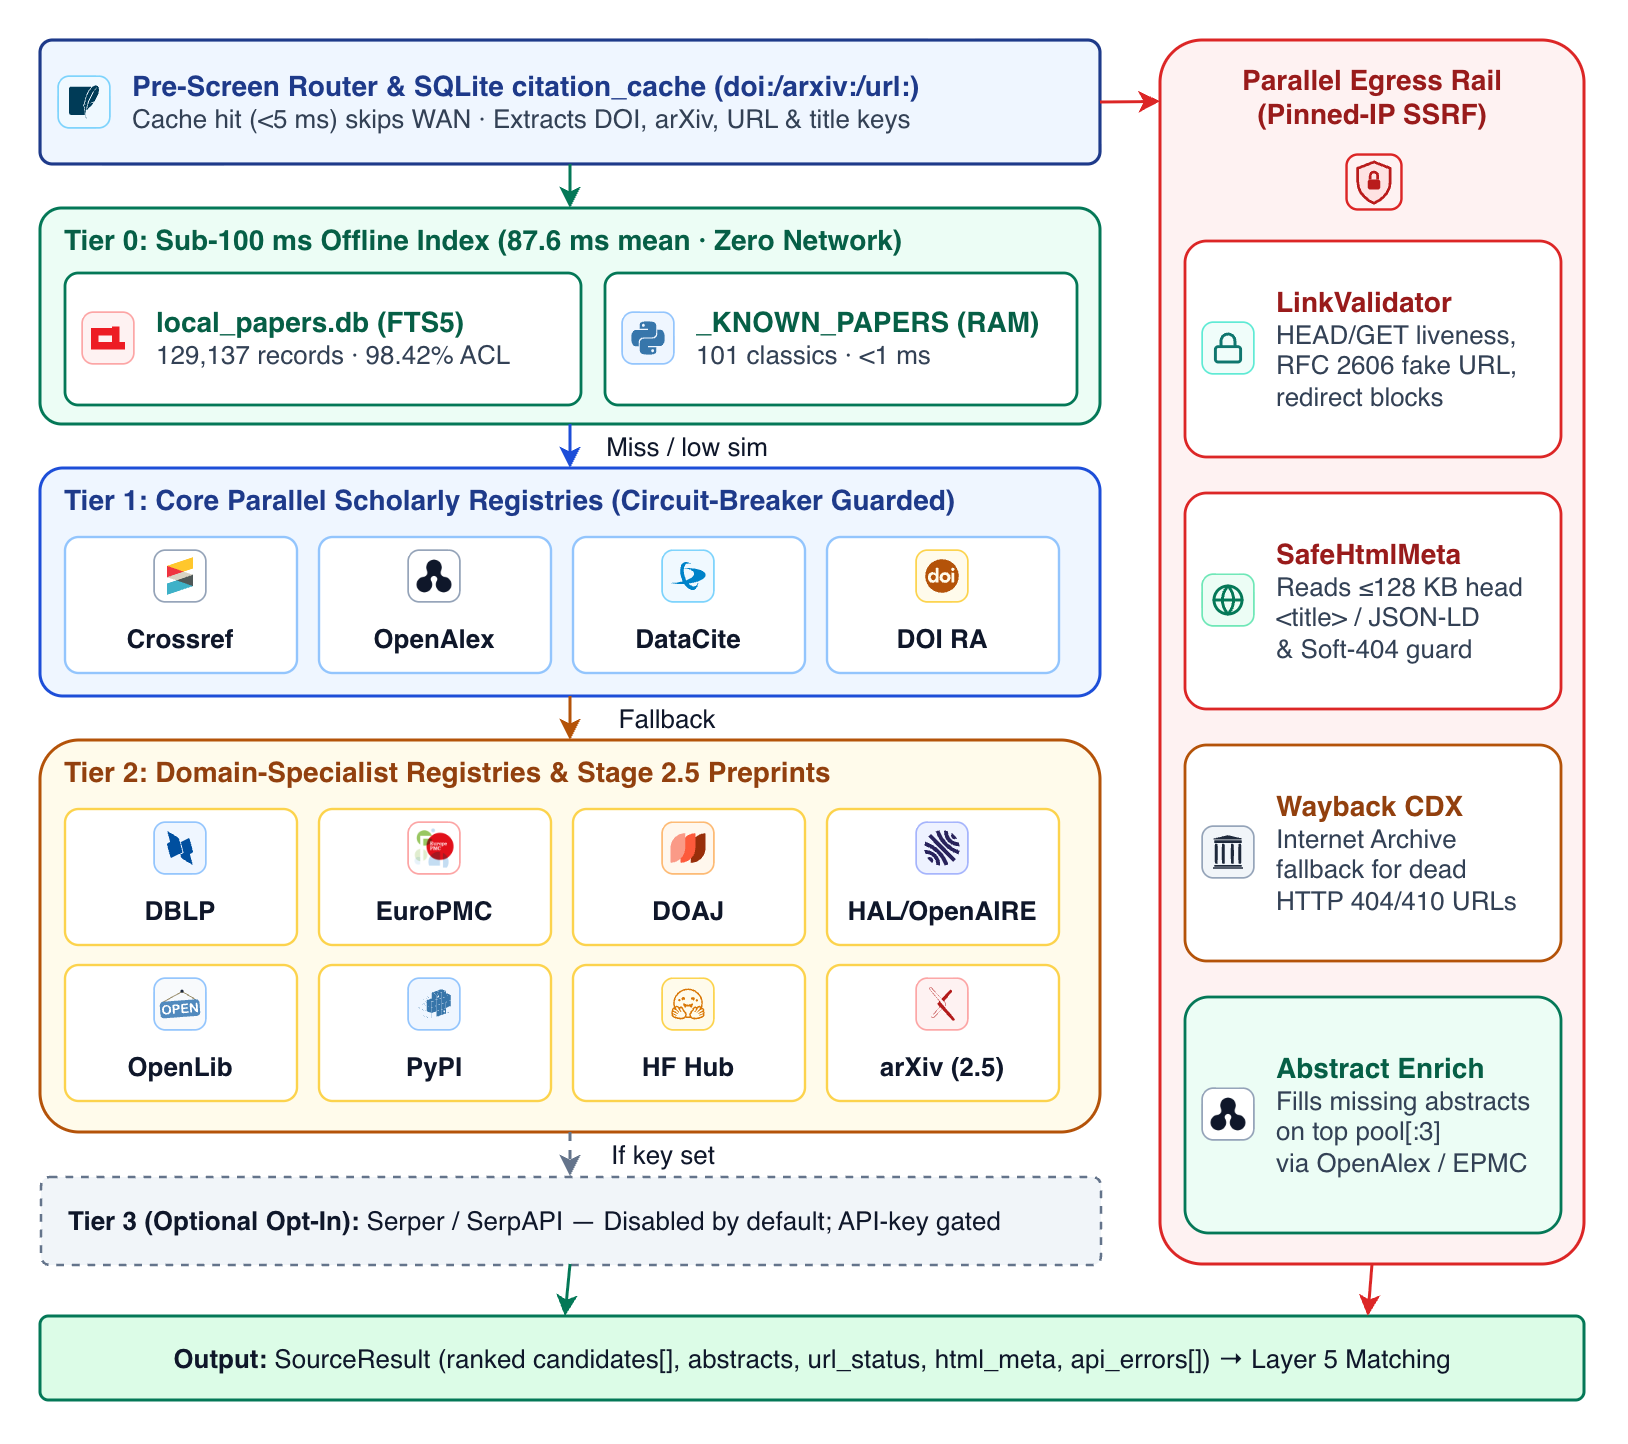 Pre-Screen Router & SQLite citation_cache (doi:/arxiv:/url:)
Cache hit (<5 ms) skips WAN · Extracts DOI, arXiv, URL & title keys
Tier 0: Sub-100 ms Offline Index (87.6 ms mean · Zero Network)
local_papers.db (FTS5)
129,137 records · 98.42% ACL
_KNOWN_PAPERS (RAM)
101 classics · <1 ms
Miss / low sim
Tier 1: Core Parallel Scholarly Registries (Circuit-Breaker Guarded)
Crossref
OpenAlex
DataCite
doi
DOI RA
Fallback
Tier 2: Domain-Specialist Registries & Stage 2.5 Preprints
DBLP
Europe
PMC
EuroPMC
DOAJ
HAL/OpenAIRE
OPEN
OpenLib
PyPI
HF Hub
arXiv (2.5)
If key set
Tier 3 (Optional Opt-In): Serper / SerpAPI — Disabled by default; API-key gated
Parallel Egress Rail
(Pinned-IP SSRF)
LinkValidator
HEAD/GET liveness,
RFC 2606 fake URL,
redirect blocks
SafeHtmlMeta
Reads ≤128 KB head
<title> / JSON-LD
& Soft-404 guard
Wayback CDX
Internet Archive
fallback for dead
HTTP 404/410 URLs
Abstract Enrich
Fills missing abstracts
on top pool[:3]
via OpenAlex / EPMC
Output: SourceResult (ranked candidates[], abstracts, url_status, html_meta, api_errors[]) → Layer 5 Matching